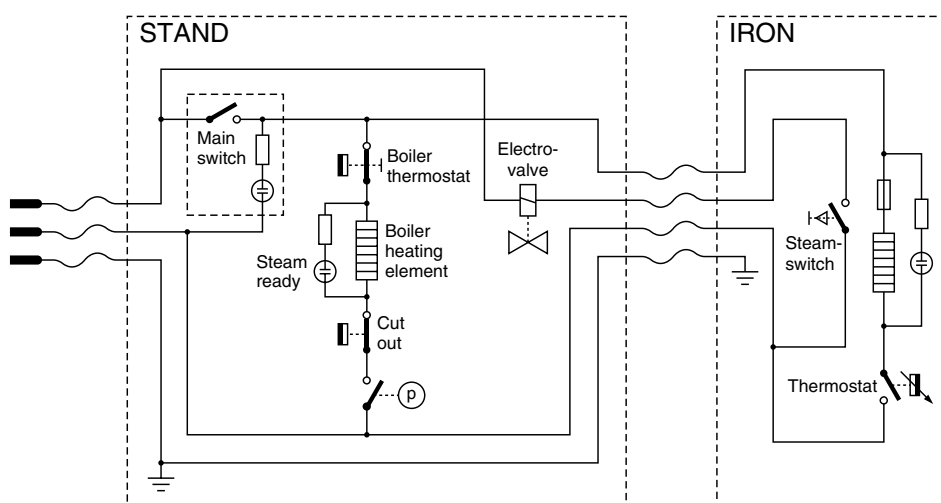 STAND
IRON
Main
switch
Boiler
thermostat
Electro-
valve
Steam
ready
Boiler
heating
element
Steam-
switch
Cut
out
p
Thermostat